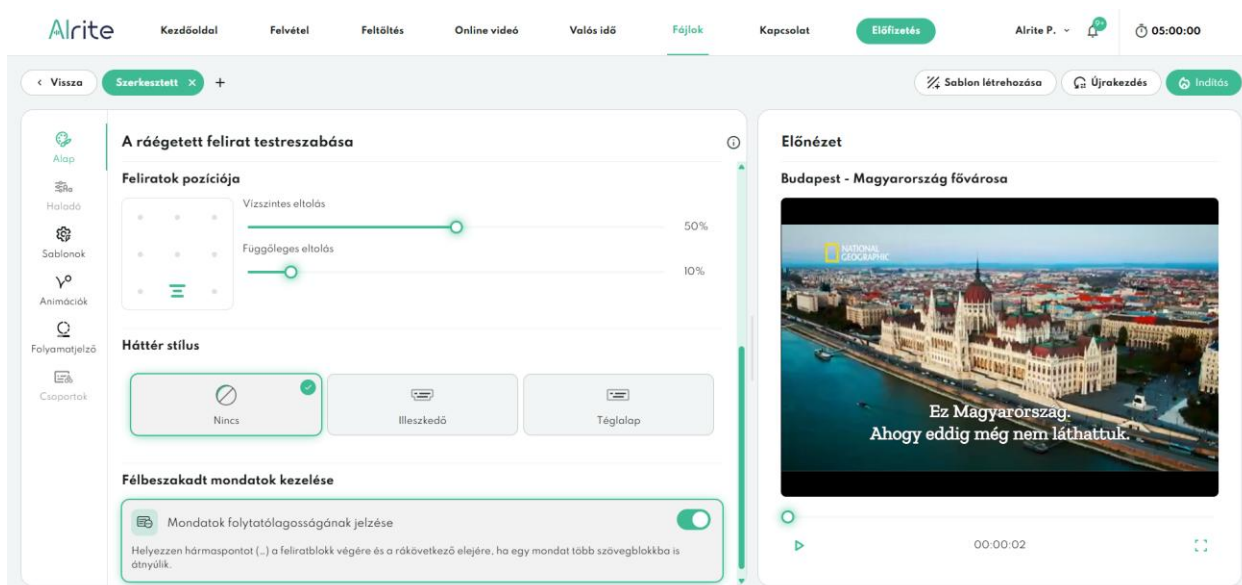 Alrite Kezdőoldal Felvétel Feltöltés Online videó Valós idő Fájlok Kapcsolat Előfizetés Alrite P. 9+ 05:00:00
Vissza Szerkesztett × + Sablon létrehozása Újrakezdés Indítás
Alap
Haladó
Sablonok
Animációk
Folyamatjelző
Csoportok
A ráégetett felirat testreszabása
Feliratok pozíciója
Vízszintes eltolás
50%
Függőleges eltolás
10%
Háttér stílus
Nincs Illeszkedő Téglalap
Félbeszakadt mondatok kezelése
Mondatok folytatólagosságának jelzése
Helyezzen hármaspontot (...) a feliratblokk végére és a rákövetkező elejére, ha egy mondat több szövegblokkba is
átnyúlik.
Előnézet
Budapest - Magyarország fővárosa
NATIONAL
GEOGRAPHIC
Ez Magyarország.
Ahogy eddig még nem láthattuk.
00:00:02